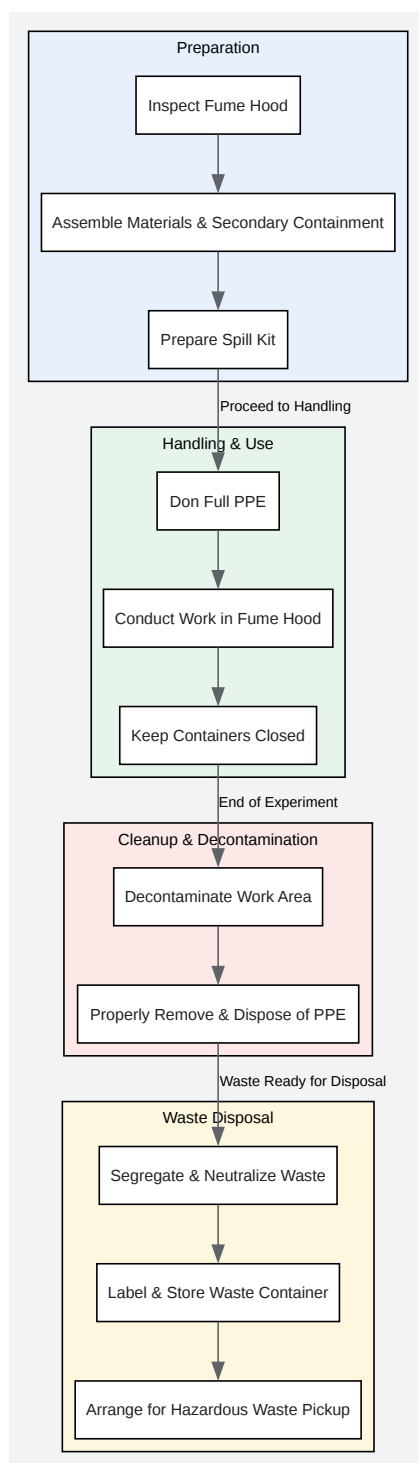 Preparation
Inspect Fume Hood
Assemble Materials & Secondary Containment
Prepare Spill Kit
Proceed to Handling
Handling & Use
Don Full PPE
Conduct Work in Fume Hood
Keep Containers Closed
End of Experiment
Cleanup & Decontamination
Decontaminate Work Area
Properly Remove & Dispose of PPE
Waste Ready for Disposal
Waste Disposal
Segregate & Neutralize Waste
Label & Store Waste Container
Arrange for Hazardous Waste Pickup